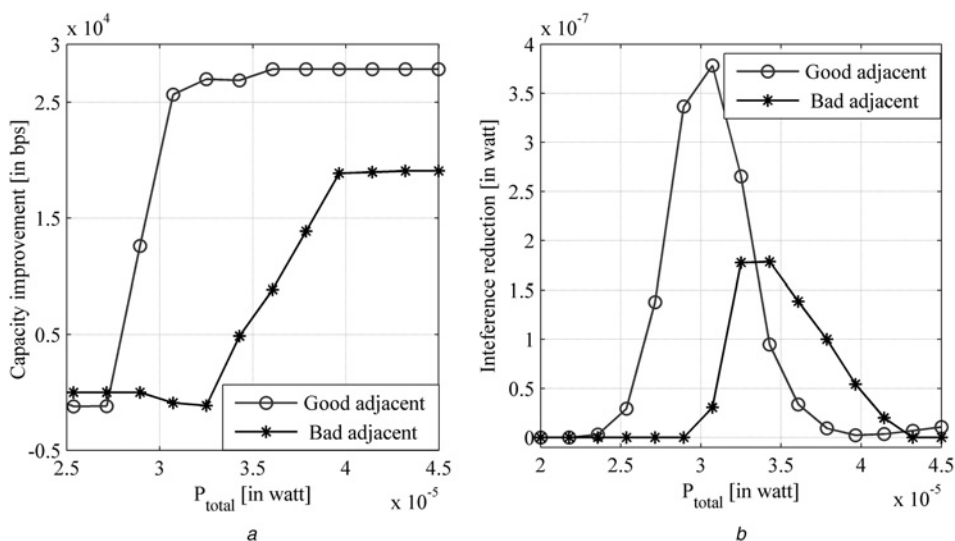 x 10⁴
3
2.5
1.5
0.5
-0.5
Capacity improvement [in bps]
Good adjacent
Bad adjacent
2.5 3 3.5 4 4.5
P_total [in watt]
x 10⁻⁵
a
x 10⁻⁷
4
3.5
3
2.5
2
1.5
1
0.5
0
Inteference reduction [in watt]
Good adjacent
Bad adjacent
2 2.5 3 3.5 4 4.5
P_total [in watt]
x 10⁻⁵
b